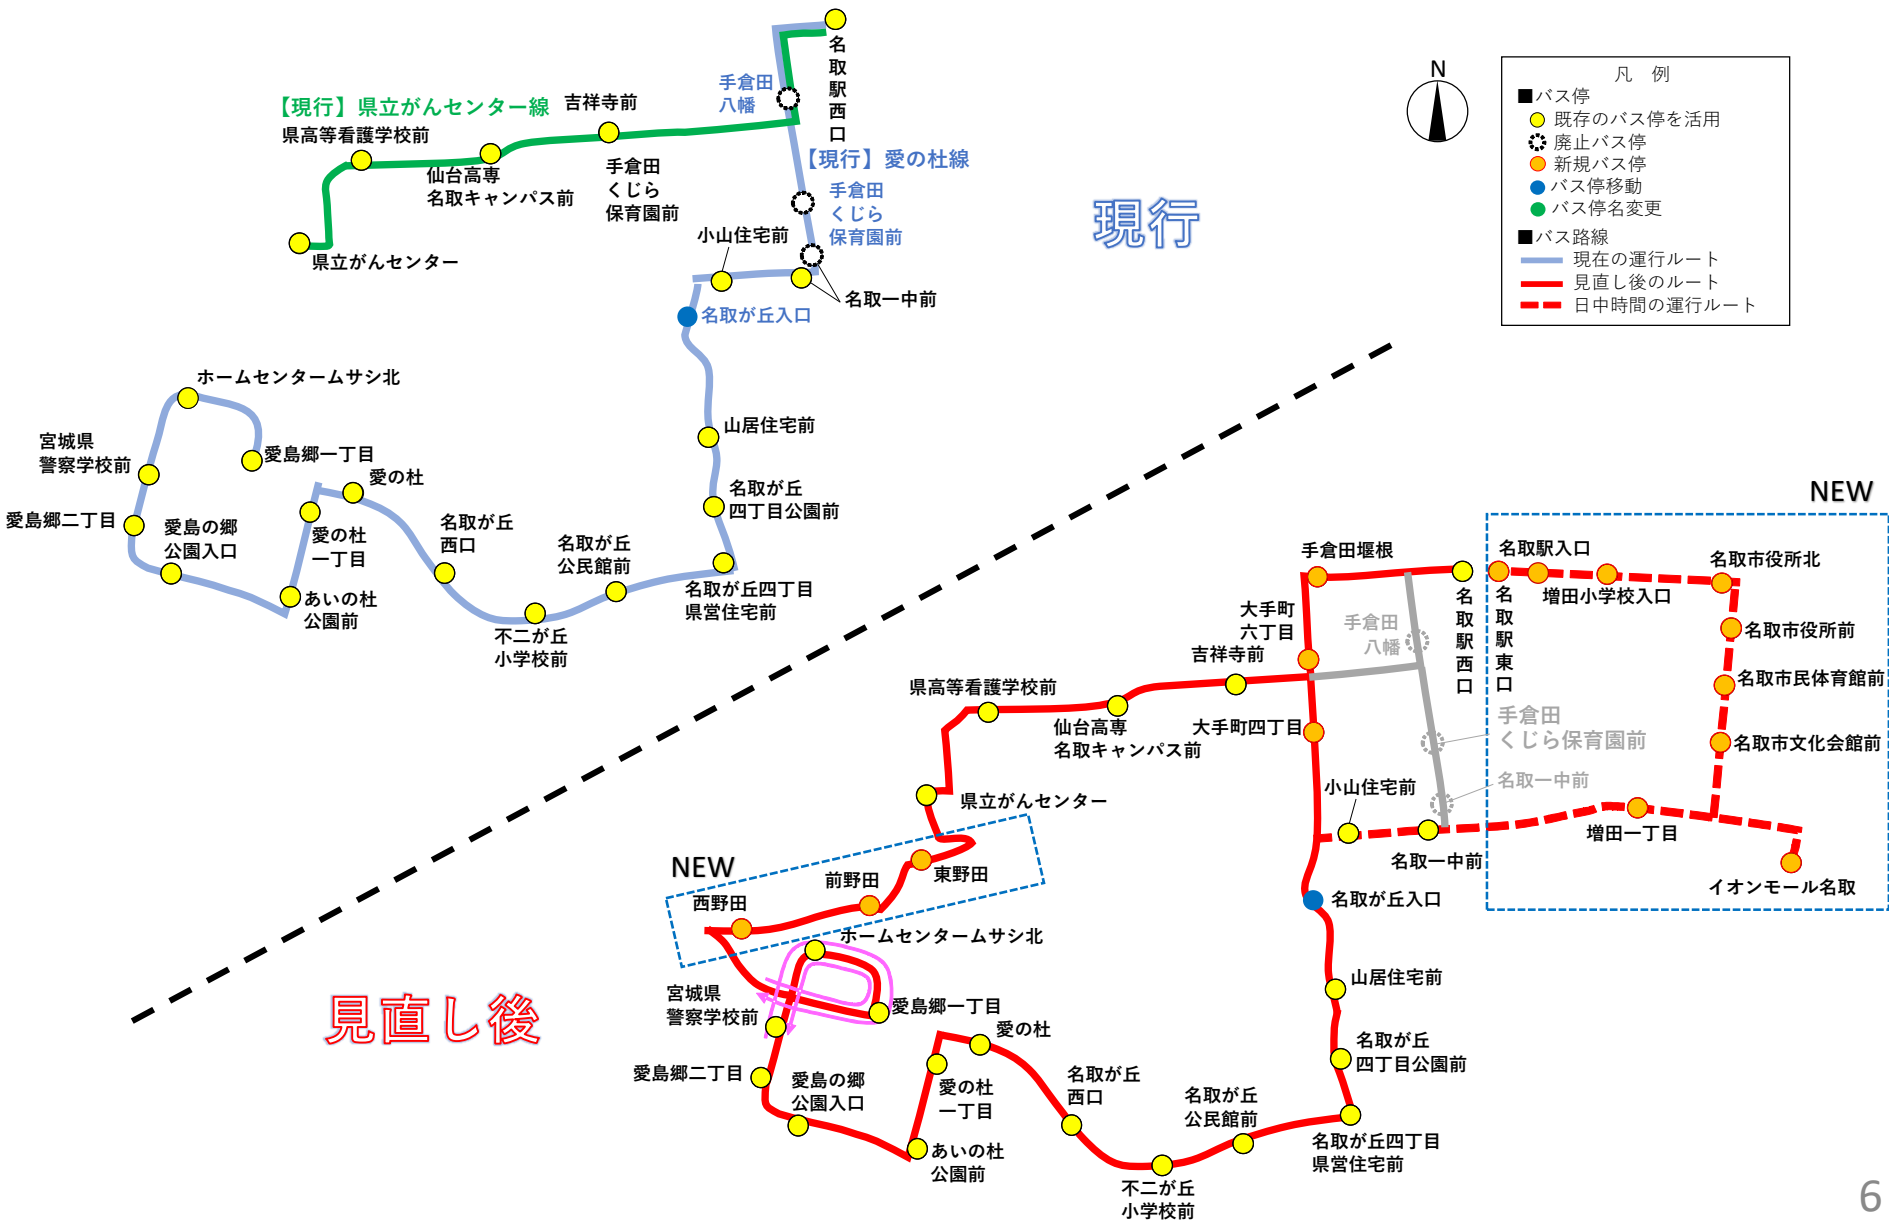 名取駅西口
手倉田
八幡
【現行】県立がんセンター線
吉祥寺前
県高等看護学校前
仙台高専
名取キャンパス前
手倉田
くじら
保育園前
県立がんセンター
【現行】愛の杜線
手倉田
くじら
保育園前
小山住宅前
名取一中前
名取が丘入口
現行
N
凡 例
■バス停
既存のバス停を活用
廃止バス停
新規バス停
バス停移動
バス停名変更
■バス路線
現在の運行ルート
見直し後のルート
日中時間の運行ルート
ホームセンタームサシ北
宮城県
警察学校前
愛島郷一丁目
愛島郷二丁目
愛島の郷
公園入口
愛の杜
愛の杜
一丁目
あいの杜
公園前
名取が丘
西口
名取が丘
公民館前
不二が丘
小学校前
山居住宅前
名取が丘
四丁目公園前
名取が丘四丁目
県営住宅前
見直し後
NEW
手倉田堰根
名取駅入口
名取市役所北
増田小学校入口
名取駅西口
名取駅東口
大手町
六丁目
手倉田
八幡
名取市役所前
吉祥寺前
名取市民体育館前
県高等看護学校前
仙台高専
名取キャンパス前
大手町四丁目
手倉田
くじら保育園前
名取市文化会館前
小山住宅前
名取一中前
県立がんセンター
名取一中前
増田一丁目
イオンモール名取
NEW
東野田
前野田
西野田
名取が丘入口
ホームセンタームサシ北
宮城県
警察学校前
愛島郷一丁目
山居住宅前
愛の杜
愛島郷二丁目
愛島の郷
公園入口
愛の杜
一丁目
名取が丘
西口
名取が丘
四丁目公園前
あいの杜
公園前
名取が丘
公民館前
名取が丘四丁目
県営住宅前
不二が丘
小学校前
6